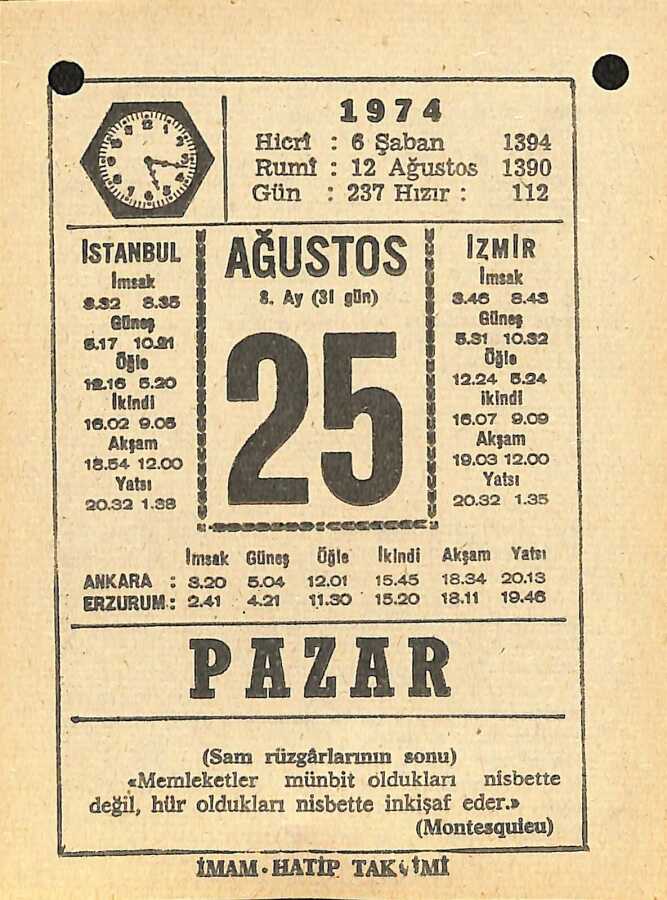 1974
Hicrî : 6 Şaban 1394
Rumî : 12 Ağustos 1390
Gün : 237 Hızır : 112
İSTANBUL
İmsak
3.32 8.35
Güneş
5.17 10.21
Öğle
12.16 5.20
İkindi
16.02 9.05
Akşam
18.54 12.00
Yatsı
20.32 1.38
AĞUSTOS
8. Ay (31 gün)
25
İZMİR
İmsak
3.46 8.43
Güneş
5.31 10.32
Öğle
12.24 5.24
ikindi
16.07 9.09
Akşam
19.03 12.00
Yatsı
20.32 1.35
İmsak Güneş Öğle İkindi Akşam Yatsı
ANKARA : 3.20 5.04 12.01 15.45 18.34 20.13
ERZURUM : 2.41 4.21 11.30 15.20 18.11 19.46
PAZAR
(Sam rüzgârlarının sonu)
«Memleketler münbit oldukları nisbette
değil, hür oldukları nisbette inkişaf eder.»
(Montesquieu)
İMAM-HATİP TAKVİMİ